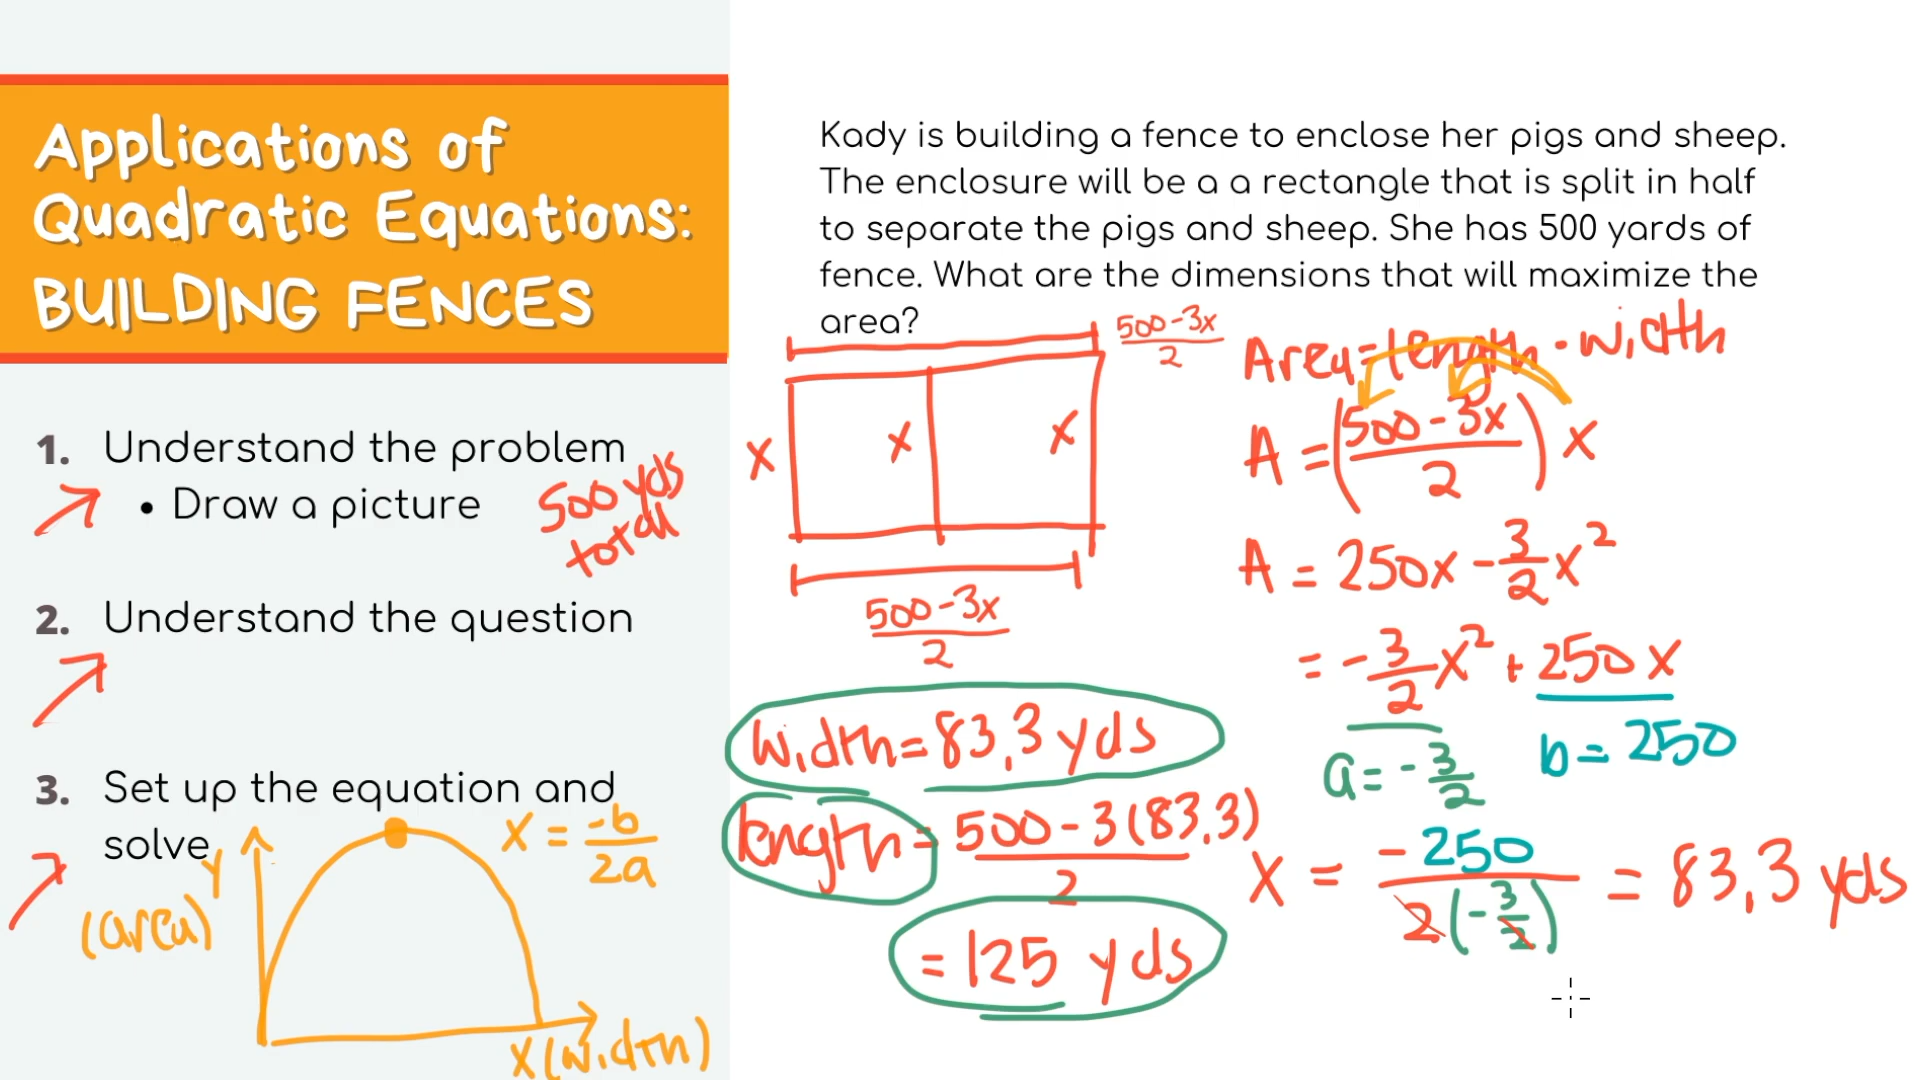 Applications of
Quadratic Equations:
BUILDING FENCES
1. Understand the problem
• Draw a picture
500 yds
total
2. Understand the question
3. Set up the equation and
solve
Y
(area)
x = -b/2a
x (width)
Kady is building a fence to enclose her pigs and sheep.
The enclosure will be a a rectangle that is split in half
to separate the pigs and sheep. She has 500 yards of
fence. What are the dimensions that will maximize the
area?
500-3x/2
x x x
500-3x/2
width = 83.3 yds
length = 500-3(83.3)/2
= 125 yds
Area = length · width
A = (500-3x/2) x
A = 250x - 3/2 x²
= -3/2 x² + 250x
a = -3/2
b = 250
x = -250/2(-3/2) = 83.3 yds